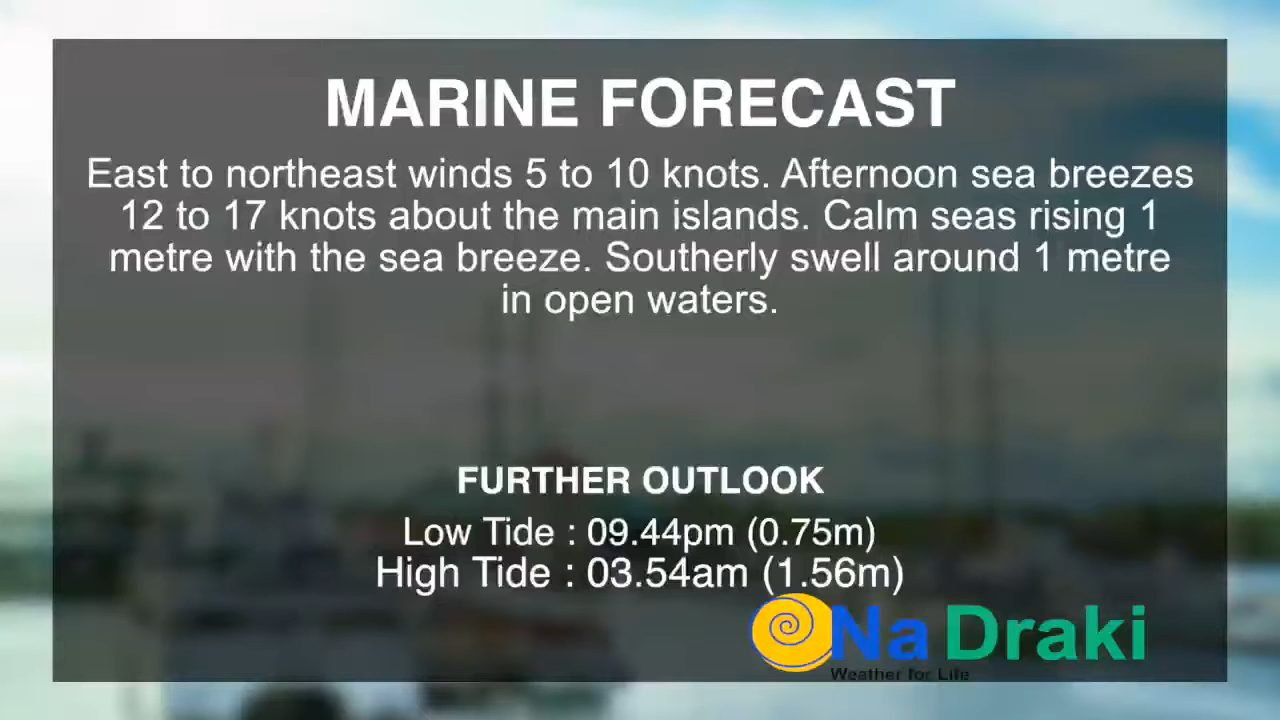 MARINE FORECAST
East to northeast winds 5 to 10 knots. Afternoon sea breezes
12 to 17 knots about the main islands. Calm seas rising 1
metre with the sea breeze. Southerly swell around 1 metre
in open waters.
FURTHER OUTLOOK
Low Tide : 09.44pm (0.75m)
High Tide : 03.54am (1.56m)
Na Draki
Weather for Life